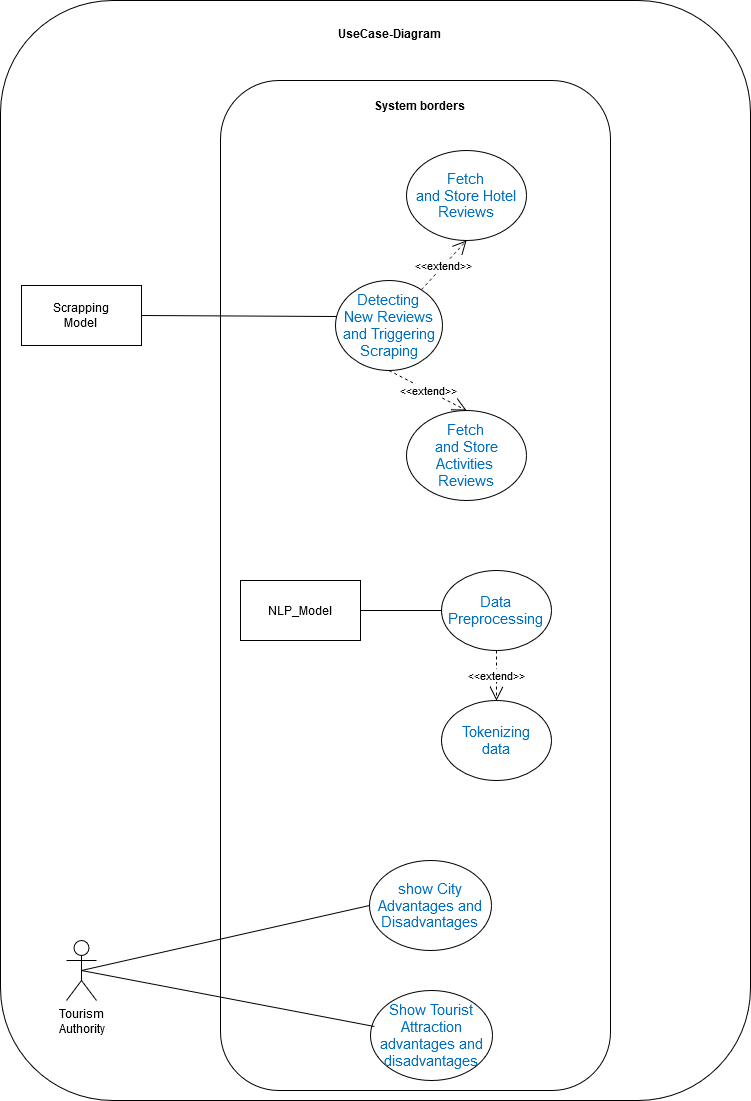 UseCase-Diagram
System borders
Fetch
and Store Hotel
Reviews
<<extend>>
Scrapping
Model
Detecting
New Reviews
and Triggering
Scraping
<<extend>>
Fetch
and Store
Activities
Reviews
NLP_Model
Data
Preprocessing
<<extend>>
Tokenizing
data
show City
Advantages and
Disadvantages
Tourism
Authority
Show Tourist
Attraction
advantages and
disadvantages